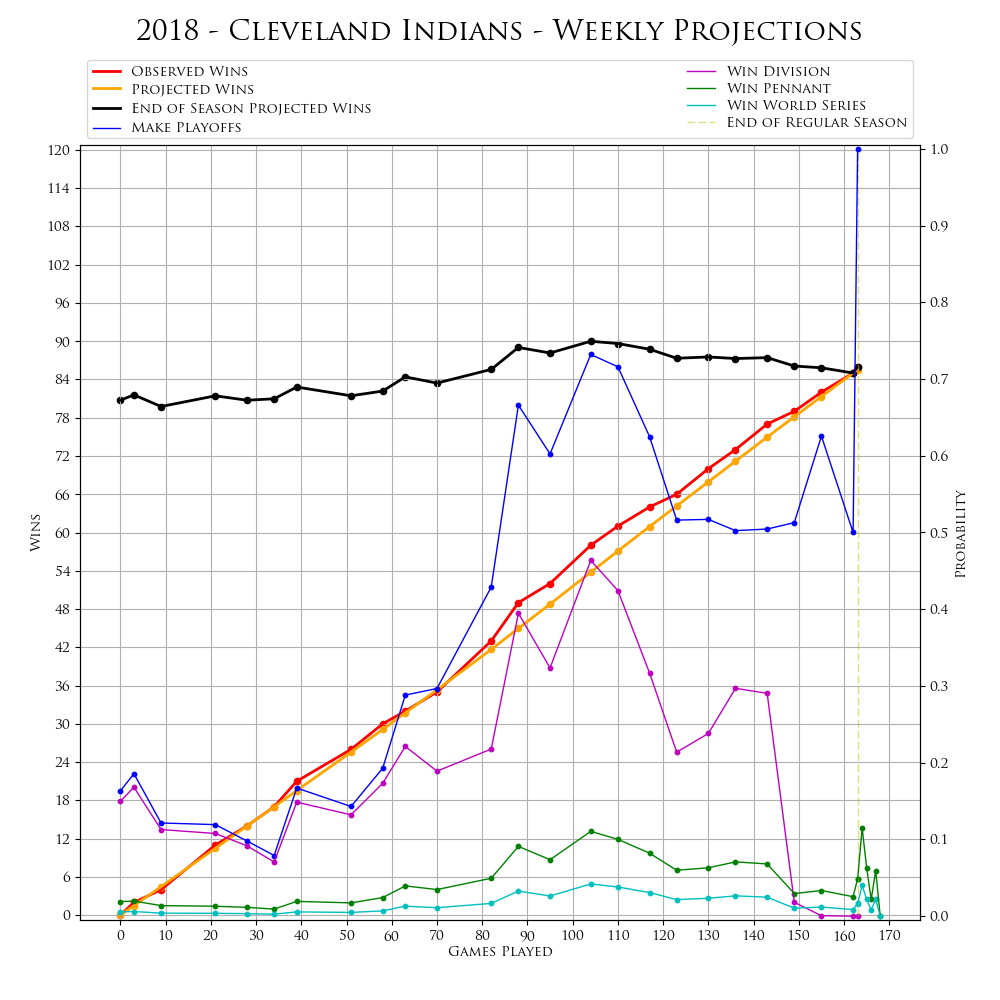 2018 - Cleveland Indians - Weekly Projections
Observed Wins
Projected Wins
End of Season Projected Wins
Make Playoffs
Win Division
Win Pennant
Win World Series
End of Regular Season
120
114
108
102
96
90
84
78
72
66
60
54
48
42
36
30
24
18
12
6
0
Wins
1.0
0.9
0.8
0.7
0.6
0.5
0.4
0.3
0.2
0.1
0.0
Probability
0 10 20 30 40 50 60 70 80 90 100 110 120 130 140 150 160 170
Games Played